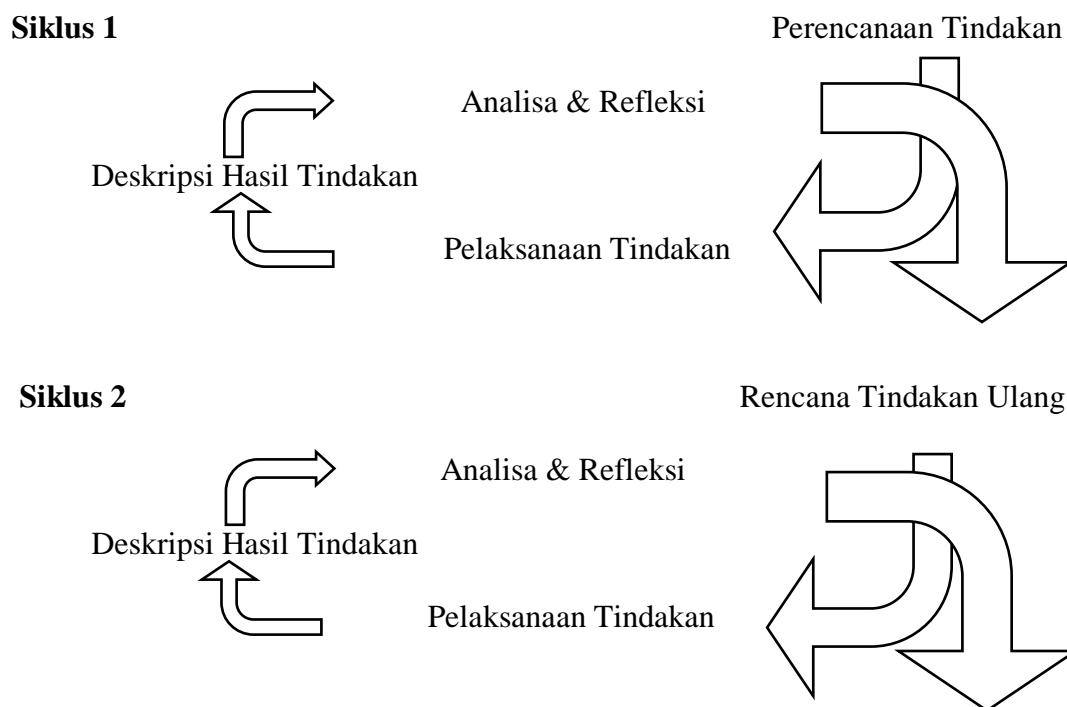 Siklus 1
Perencanaan Tindakan
Analisa & Refleksi
Deskripsi Hasil Tindakan
Pelaksanaan Tindakan
Siklus 2
Rencana Tindakan Ulang
Analisa & Refleksi
Deskripsi Hasil Tindakan
Pelaksanaan Tindakan